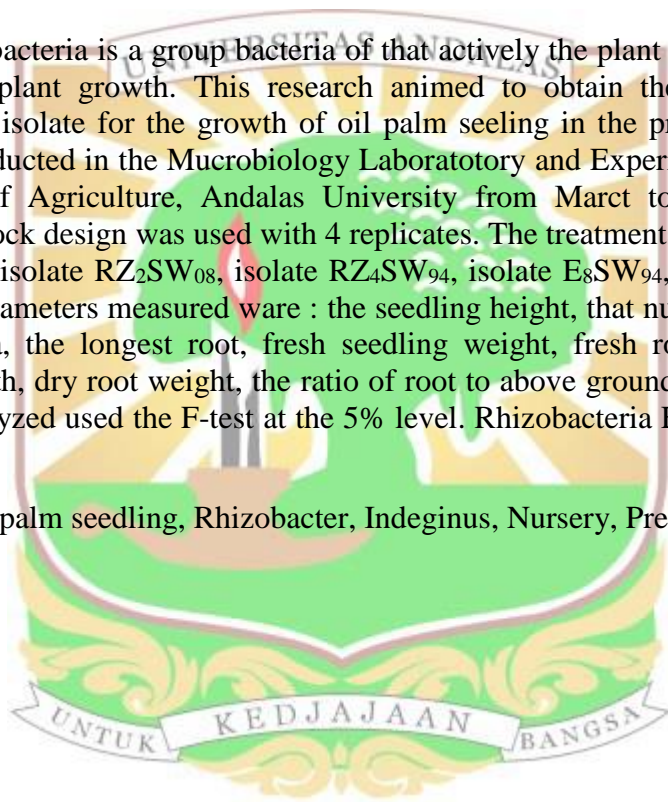 bacteria is a group bacteria of that actively the plant
UNIVERSITAS ANDALAS
plant growth. This research animed to obtain the
isolate for the growth of oil palm seeling in the pr
ducted in the Mucrobiology Laboratotory and Experi
f Agriculture, Andalas University from Marct to
ock design was used with 4 replicates. The treatment
isolate RZ₂SW₀₈, isolate RZ₄SW₉₄, isolate E₈SW₉₄,
ameters measured ware : the seedling height, that nu
a, the longest root, fresh seedling weight, fresh ro
th, dry root weight, the ratio of root to above ground
lyzed used the F-test at the 5% level. Rhizobacteria
palm seedling, Rhizobacter, Indeginus, Nursery, Pre
UNTUK KEDJAJAAN BANGSA